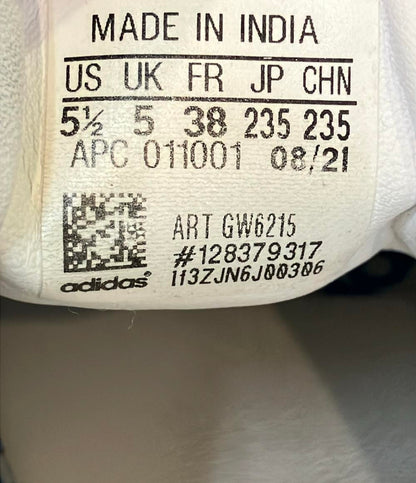 MADE IN INDIA
US UK FR JP CHN
5½ 5 38 235 235
APC 011001 08/21
ART GW6215
#128379317
I13ZJN6J00306
adidas